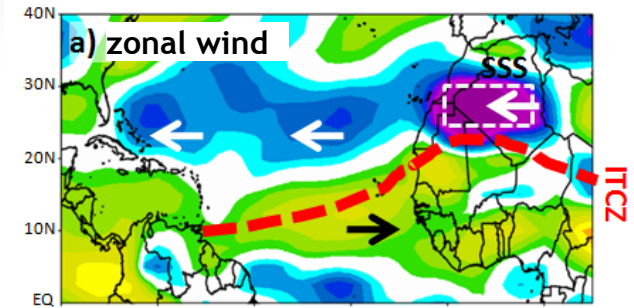 40N
a) zonal wind
SSS
30N
20N
ITCZ
10N
EQ